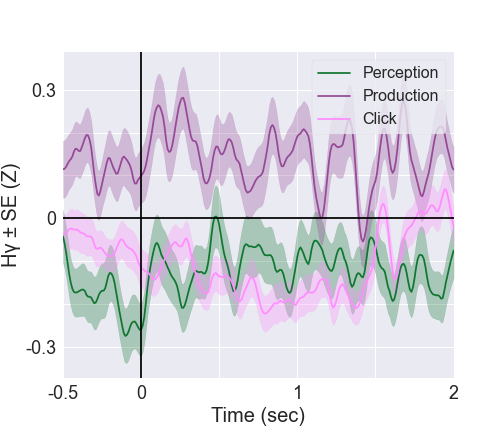 Perception
Production
Click
Hγ ± SE (Z)
0.3
0
-0.3
-0.5
0
1
2
Time (sec)